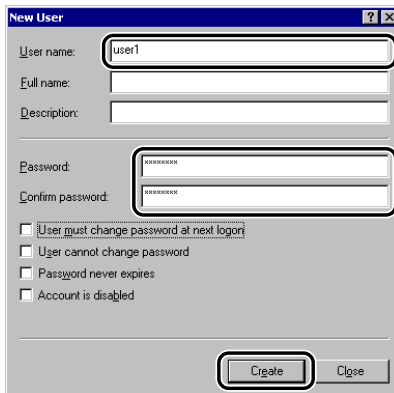 New User
User name: user1
Full name:
Description:
Password: ********
Confirm password: ********
User must change password at next logon
User cannot change password
Password never expires
Account is disabled
Create Close